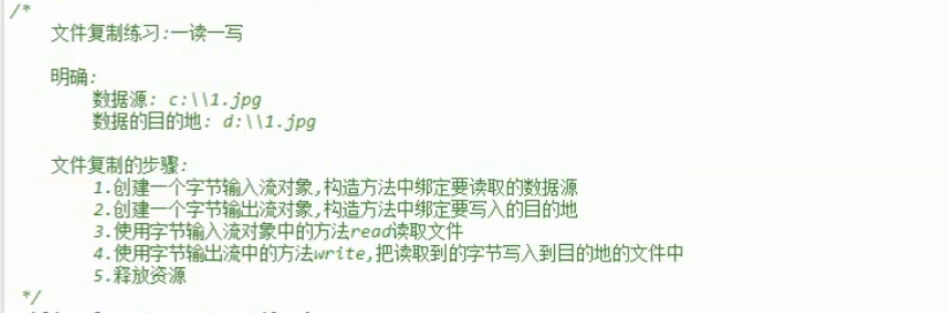 /*
文件复制练习:一读一写
明确:
数据源: c:\\1.jpg
数据的目的地: d:\\1.jpg
文件复制的步骤:
1.创建一个字节输入流对象,构造方法中绑定要读取的数据源
2.创建一个字节输出流对象,构造方法中绑定要写入的目的地
3.使用字节输入流对象中的方法read读取文件
4.使用字节输出流中的方法write,把读取到的字节写入到目的地的文件中
5.释放资源
*/